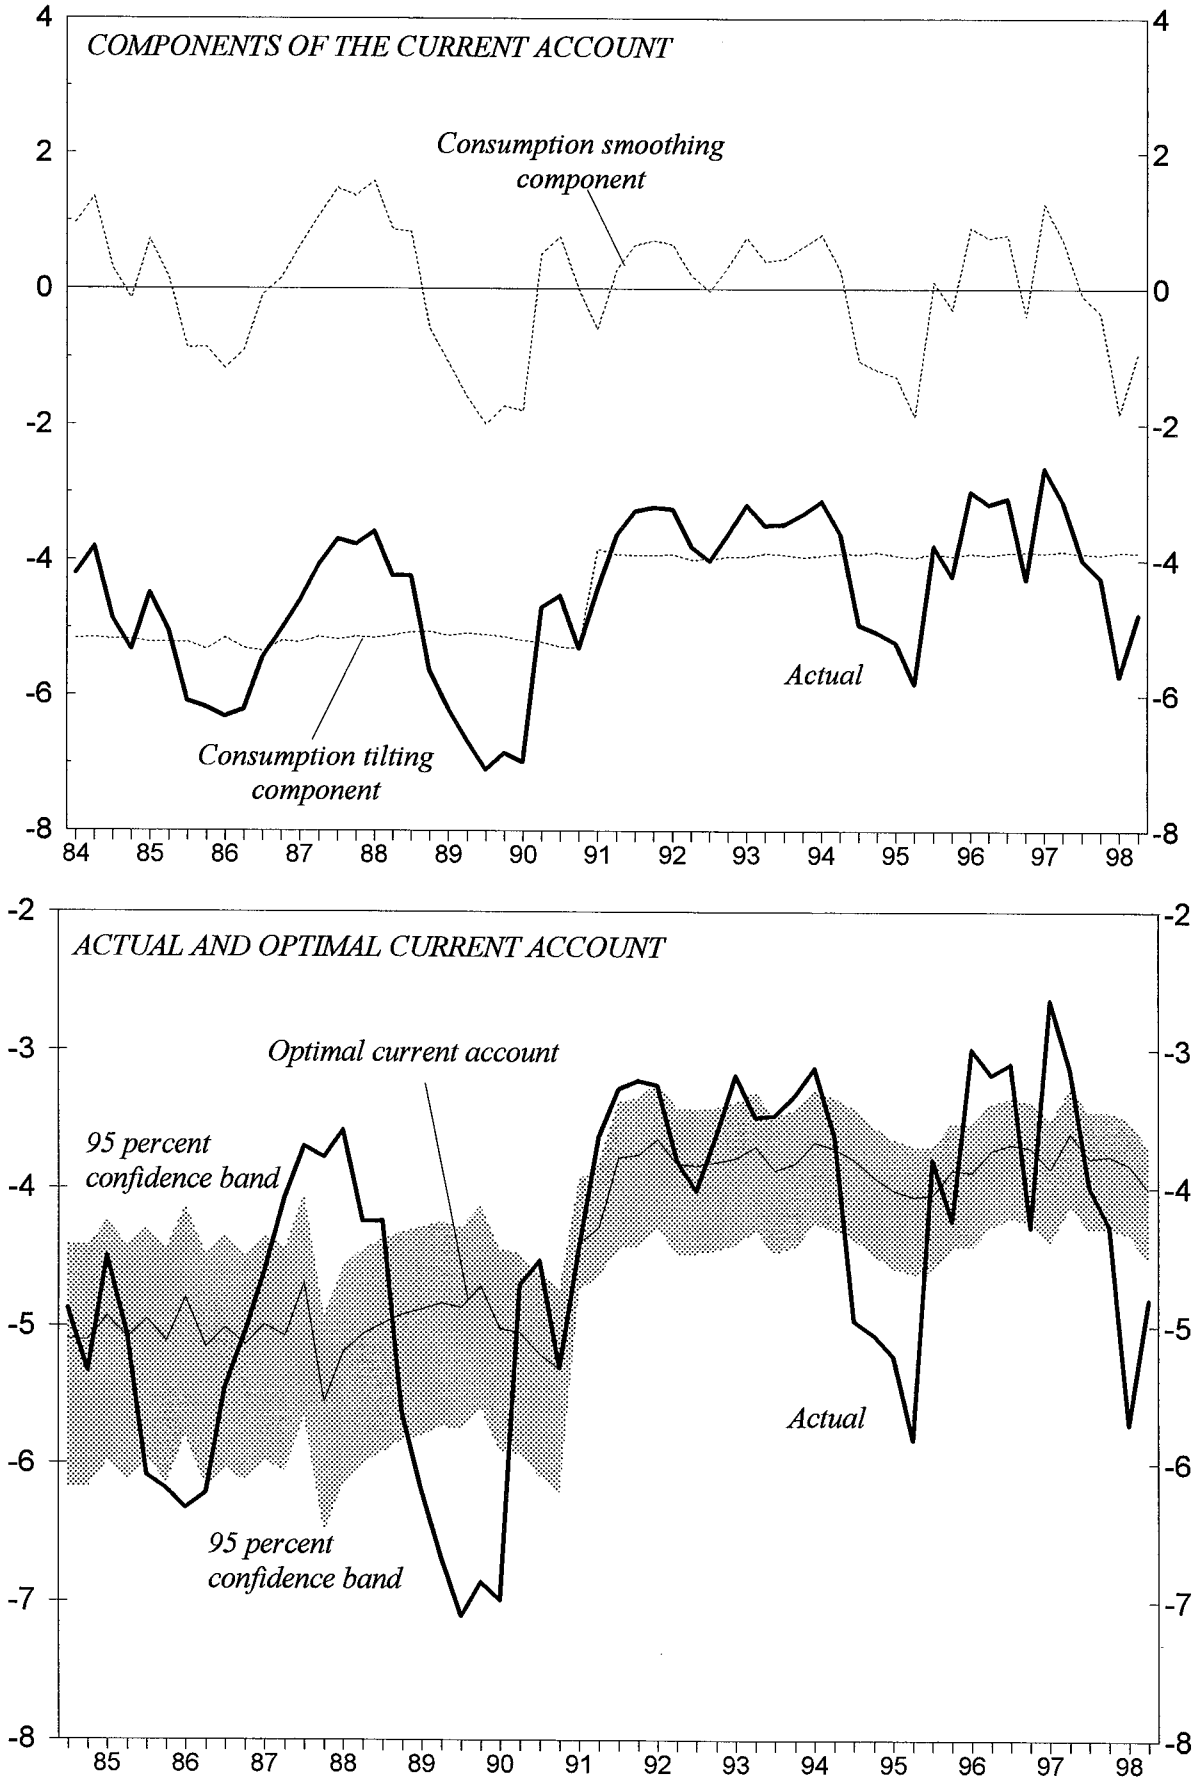 4 4
COMPONENTS OF THE CURRENT ACCOUNT
Consumption smoothing
component
2 2
0 0
-2 -2
-4 -4
Actual
-6 -6
Consumption tilting
component
-8 -8
84 85 86 87 88 89 90 91 92 93 94 95 96 97 98
-2 -2
ACTUAL AND OPTIMAL CURRENT ACCOUNT
-3 -3
Optimal current account
95 percent
confidence band
-4 -4
-5 -5
Actual
-6 -6
95 percent
confidence band
-7 -7
-8 -8
85 86 87 88 89 90 91 92 93 94 95 96 97 98